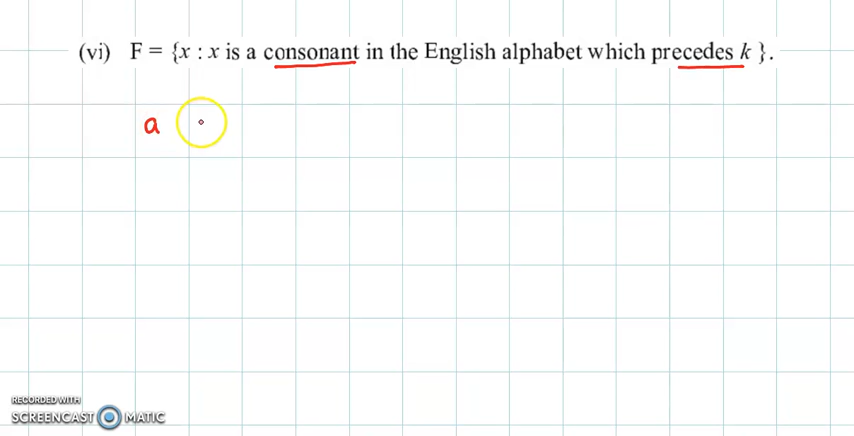 (vi) F = {x : x is a consonant in the English alphabet which precedes k }.
a
RECORDED WITH
SCREENCAST MATIC